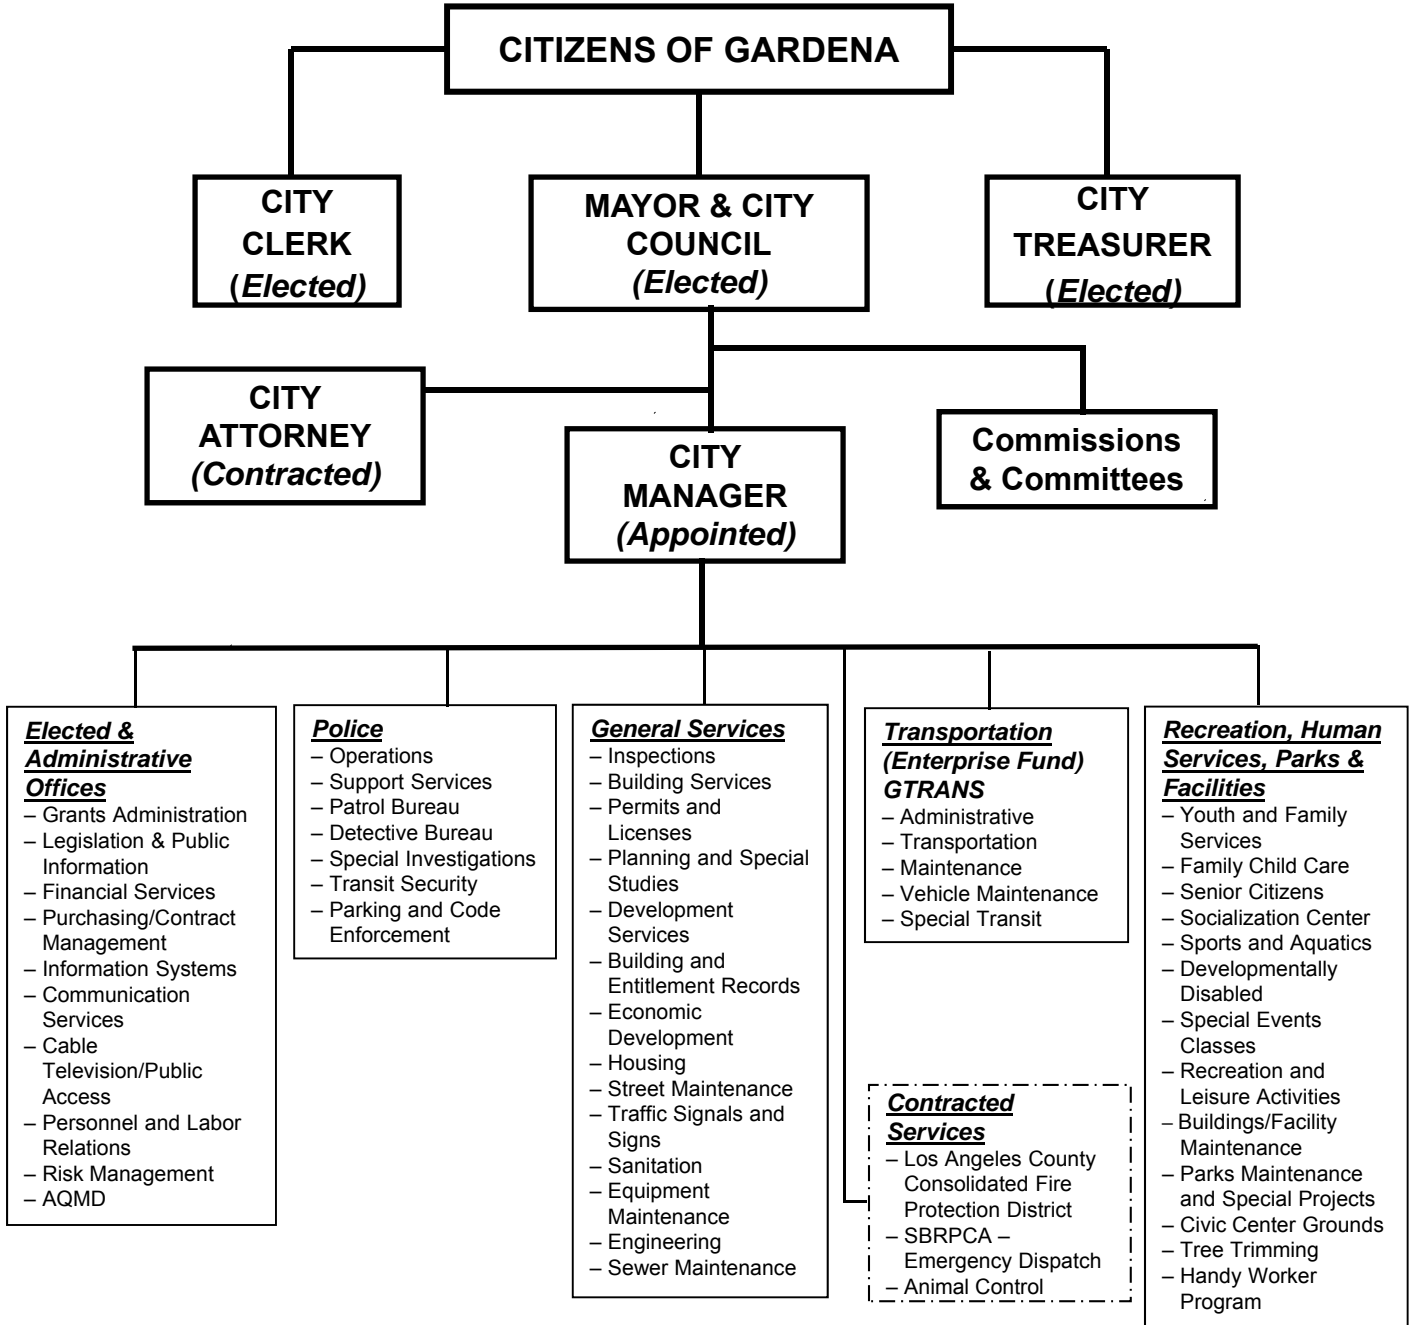 CITIZENS OF GARDENA
CITY
CLERK
(Elected)
MAYOR & CITY
COUNCIL
(Elected)
CITY
TREASURER
(Elected)
CITY
ATTORNEY
(Contracted)
CITY
MANAGER
(Appointed)
Commissions
& Committees
Elected &
Administrative
Offices
– Grants Administration
– Legislation & Public
Information
– Financial Services
– Purchasing/Contract
Management
– Information Systems
– Communication
Services
– Cable
Television/Public
Access
– Personnel and Labor
Relations
– Risk Management
– AQMD
Police
– Operations
– Support Services
– Patrol Bureau
– Detective Bureau
– Special Investigations
– Transit Security
– Parking and Code
Enforcement
General Services
– Inspections
– Building Services
– Permits and
Licenses
– Planning and Special
Studies
– Development
Services
– Building and
Entitlement Records
– Economic
Development
– Housing
– Street Maintenance
– Traffic Signals and
Signs
– Sanitation
– Equipment
Maintenance
– Engineering
– Sewer Maintenance
Transportation
(Enterprise Fund)
GTRANS
– Administrative
– Transportation
– Maintenance
– Vehicle Maintenance
– Special Transit
Contracted
Services
– Los Angeles County
Consolidated Fire
Protection District
– SBRPCA –
Emergency Dispatch
– Animal Control
Recreation, Human
Services, Parks &
Facilities
– Youth and Family
Services
– Family Child Care
– Senior Citizens
– Socialization Center
– Sports and Aquatics
– Developmentally
Disabled
– Special Events
Classes
– Recreation and
Leisure Activities
– Buildings/Facility
Maintenance
– Parks Maintenance
and Special Projects
– Civic Center Grounds
– Tree Trimming
– Handy Worker
Program